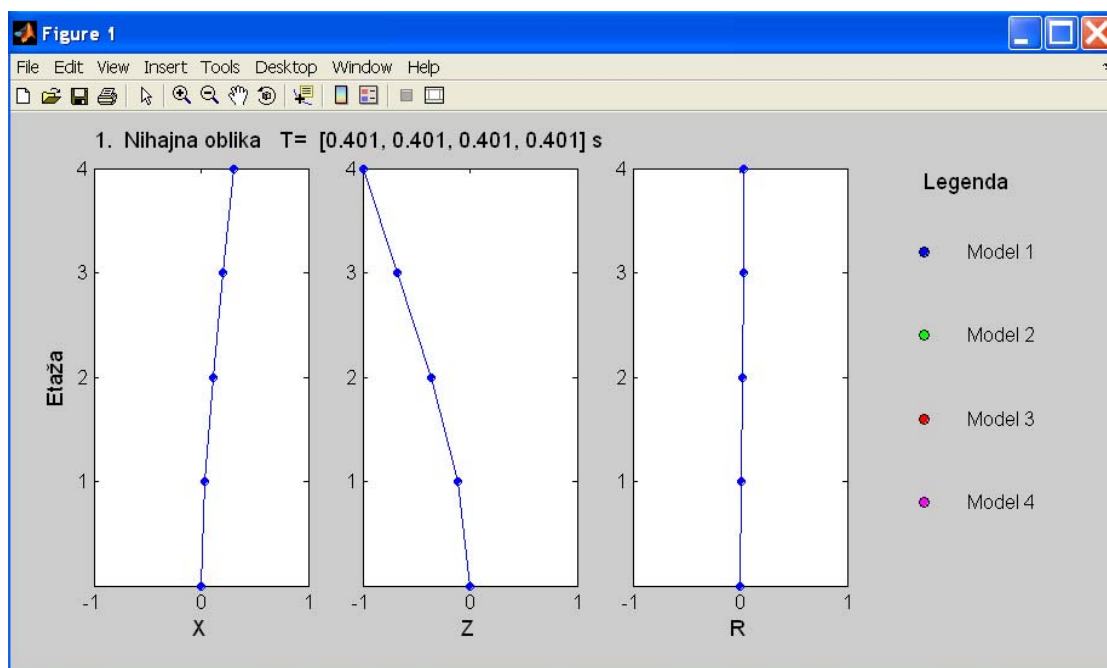 Figure 1
File Edit View Insert Tools Desktop Window Help
1. Nihajna oblika T= [0.401, 0.401, 0.401, 0.401] s
4
3
2
1
Etaža
-1 0 1
X
4
3
2
1
-1 0 1
Z
4
3
2
1
-1 0 1
R
Legenda
Model 1
Model 2
Model 3
Model 4